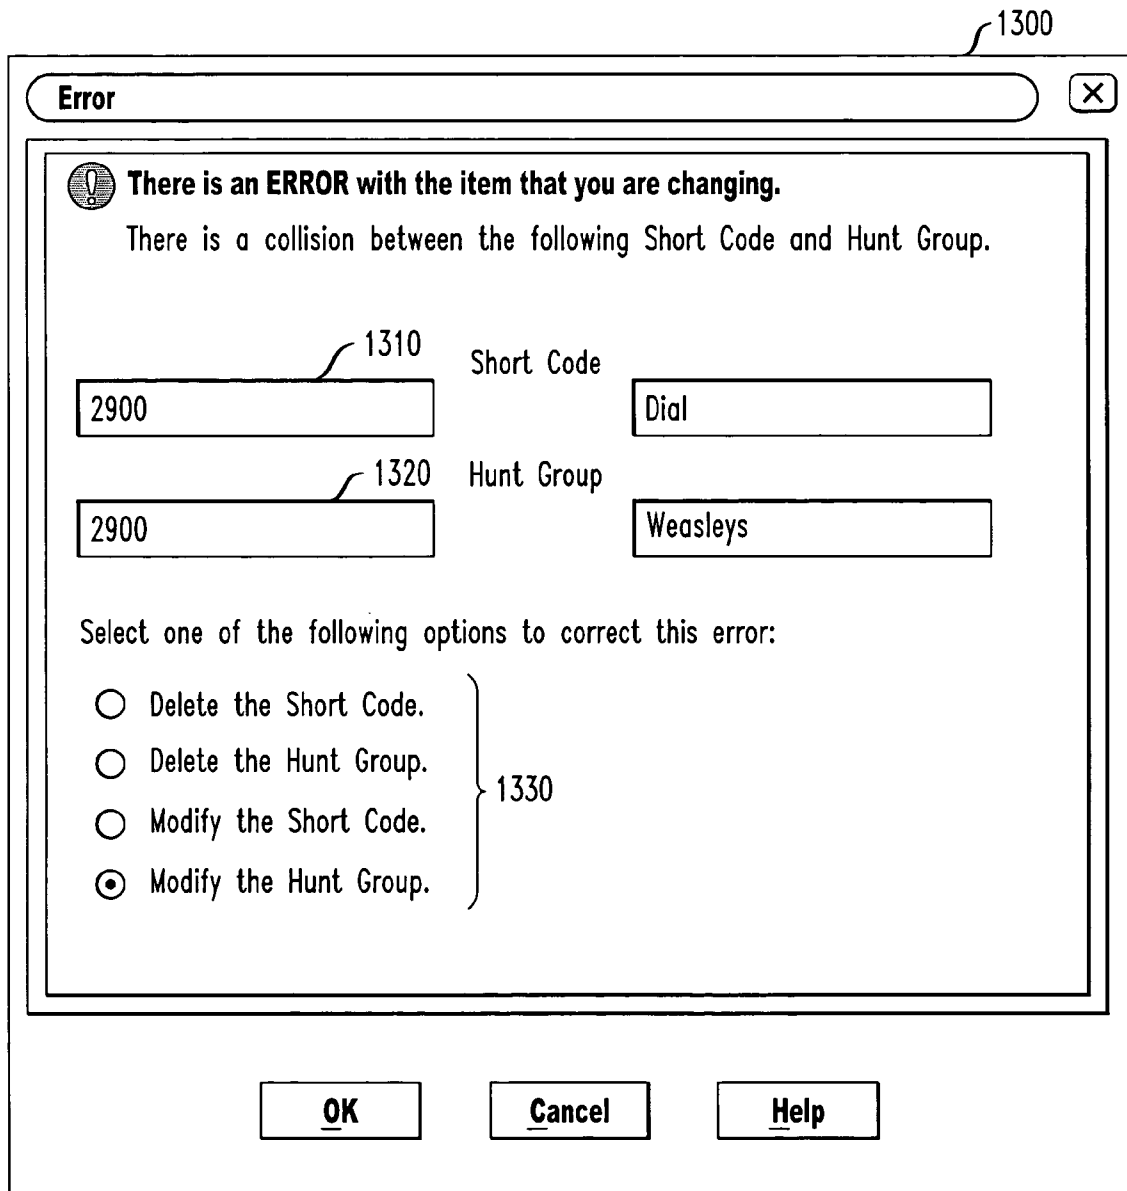 1300
Error
There is an ERROR with the item that you are changing.
There is a collision between the following Short Code and Hunt Group.
1310
Short Code
2900
Dial
1320
Hunt Group
2900
Weasleys
Select one of the following options to correct this error:
Delete the Short Code.
Delete the Hunt Group.
1330
Modify the Short Code.
Modify the Hunt Group.
OK Cancel Help